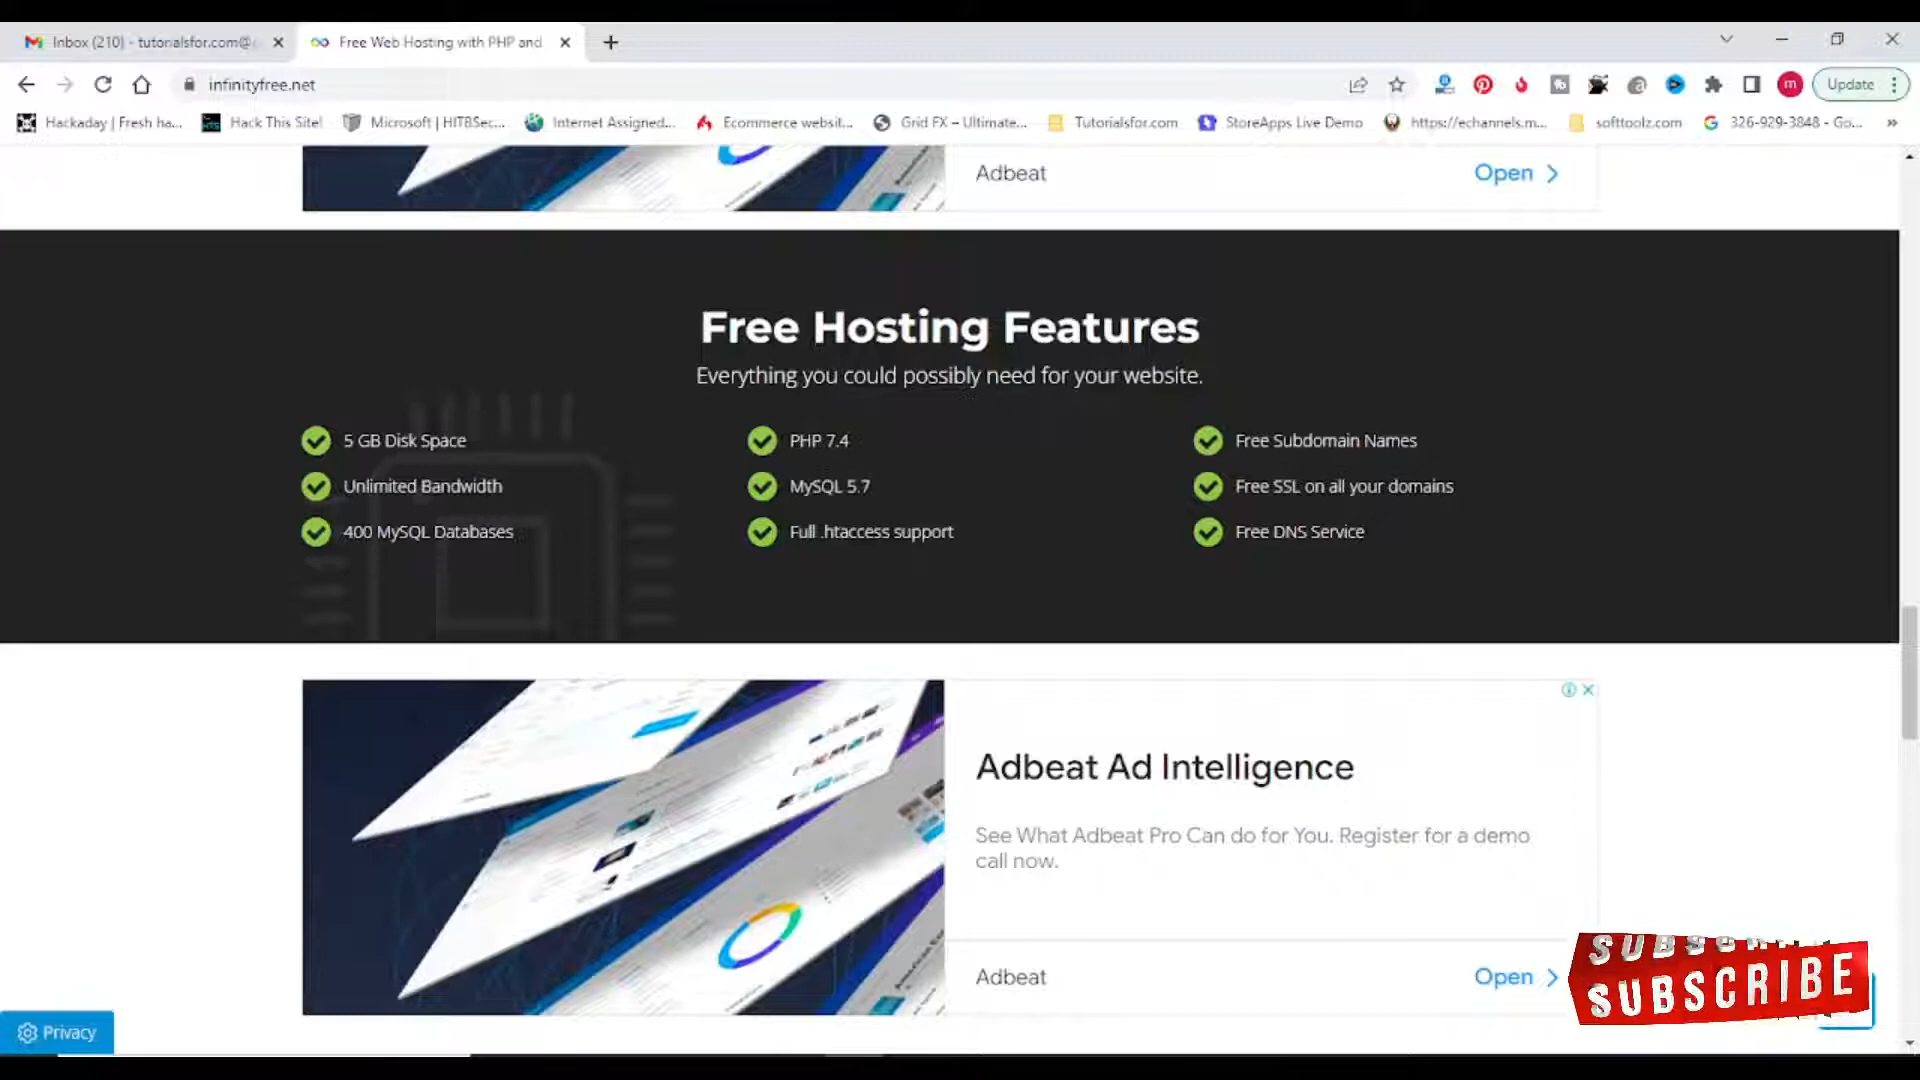 Inbox (210) - tutorialsfor.com@
Free Web Hosting with PHP and
infinityfree.net
Update
Hackaday | Fresh ha...
Hack This Site!
Microsoft | HITBSec...
Internet Assigned...
Ecommerce websit...
Grid FX – Ultimate...
Tutorialsfor.com
StoreApps Live Demo
https://echannels.m...
softtoolz.com
326-929-3848 - Go...
Adbeat
Open
Free Hosting Features
Everything you could possibly need for your website.
5 GB Disk Space
PHP 7.4
Free Subdomain Names
Unlimited Bandwidth
MySQL 5.7
Free SSL on all your domains
400 MySQL Databases
Full .htaccess support
Free DNS Service
Adbeat Ad Intelligence
See What Adbeat Pro Can do for You. Register for a demo
call now.
Adbeat
Open
SUBSCRIBE
Privacy